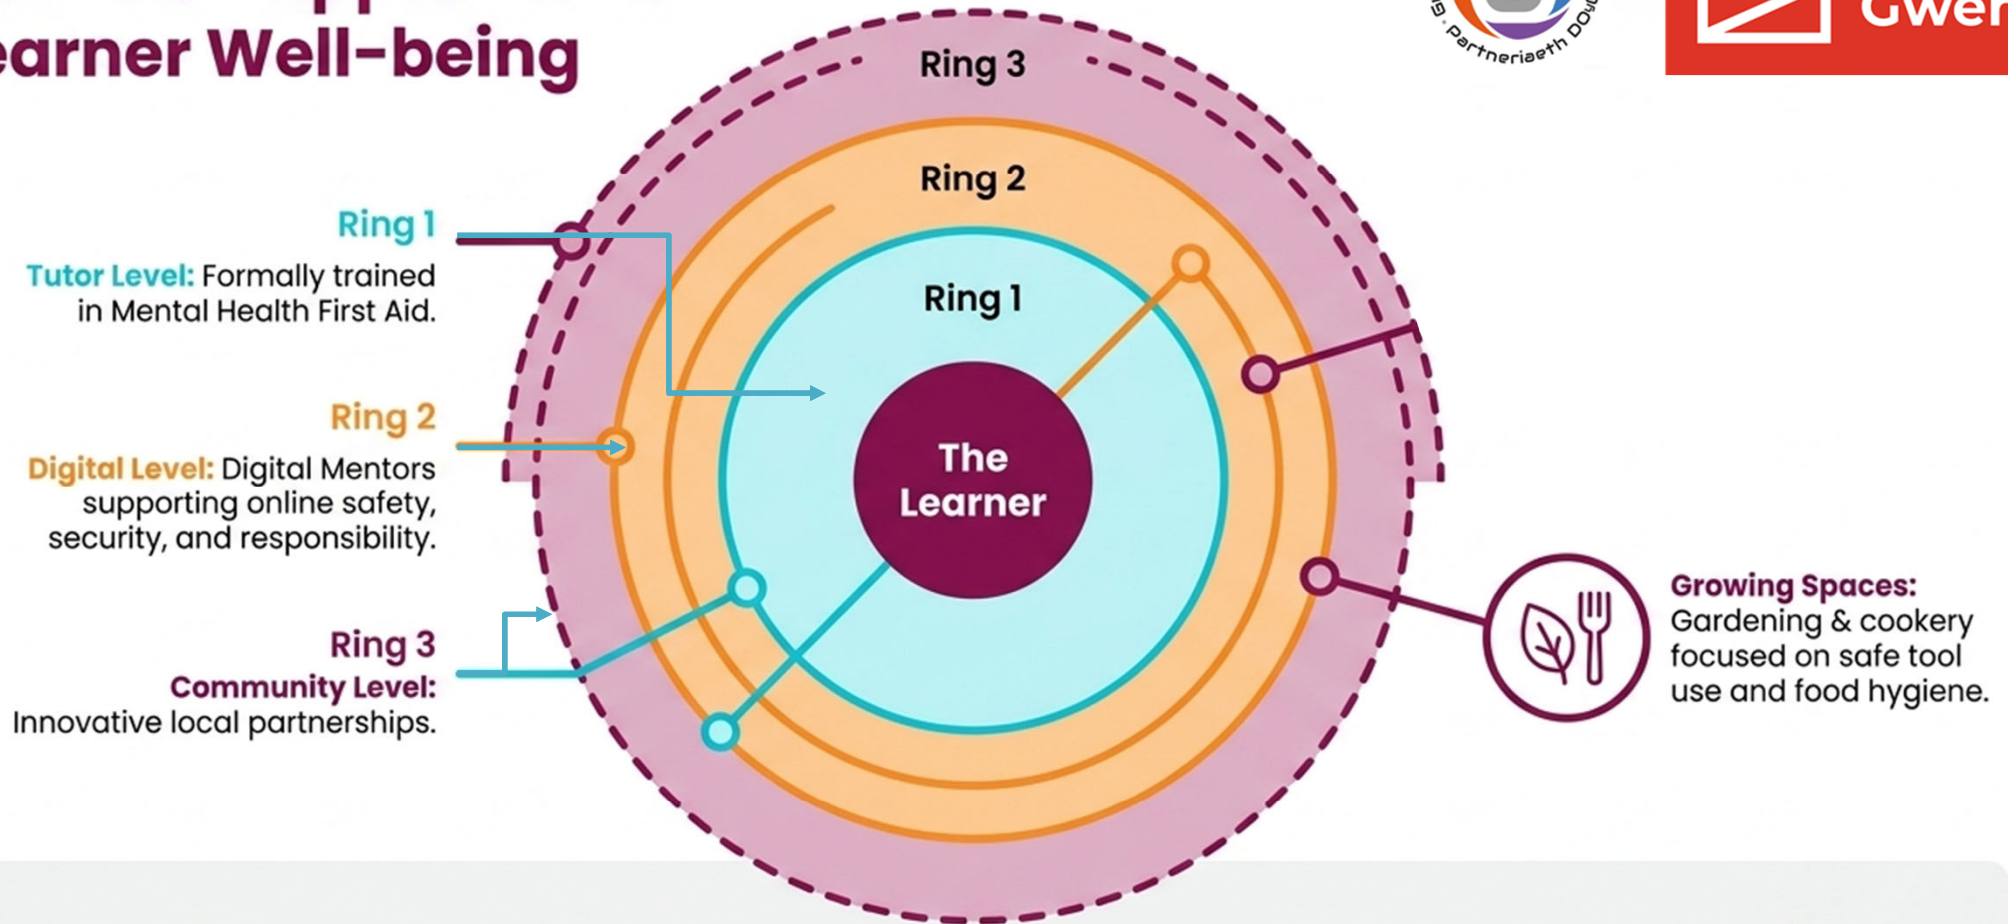 Learner Well-being
Partneriaeth
Ring 3
Ring 2
Ring 1
The
Learner
Ring 1
Tutor Level: Formally trained
in Mental Health First Aid.
Ring 2
Digital Level: Digital Mentors
supporting online safety,
security, and responsibility.
Ring 3
Community Level:
Innovative local partnerships.
Growing Spaces:
Gardening & cookery
focused on safe tool
use and food hygiene.